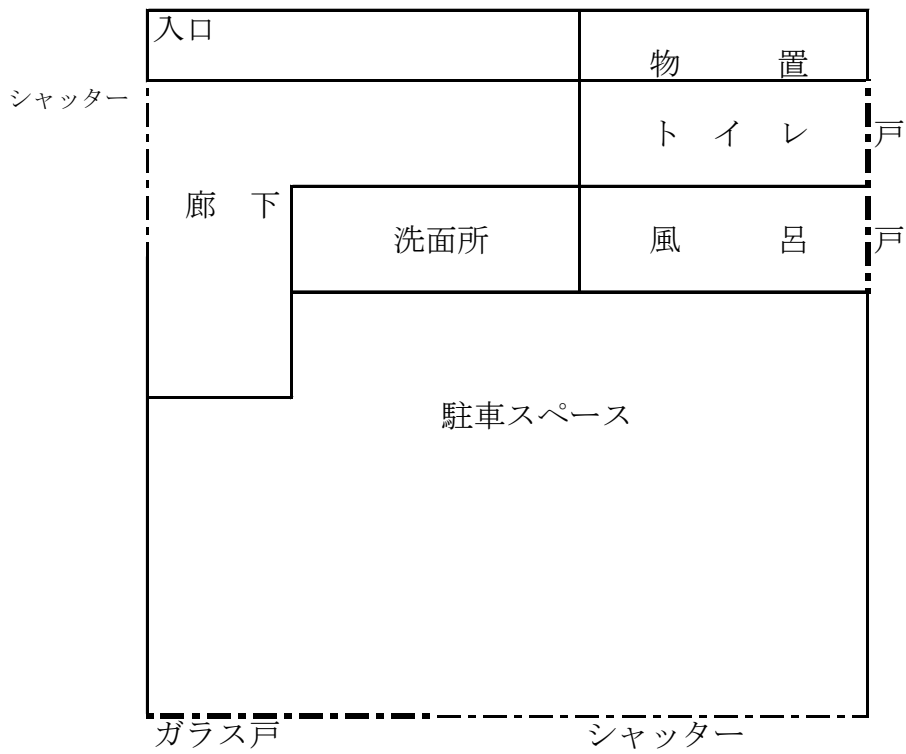 入口
物　置
シャッター
ト　イ　レ　戸
廊　下
洗面所　風　呂　戸
駐車スペース
ガラス戸　シャッター